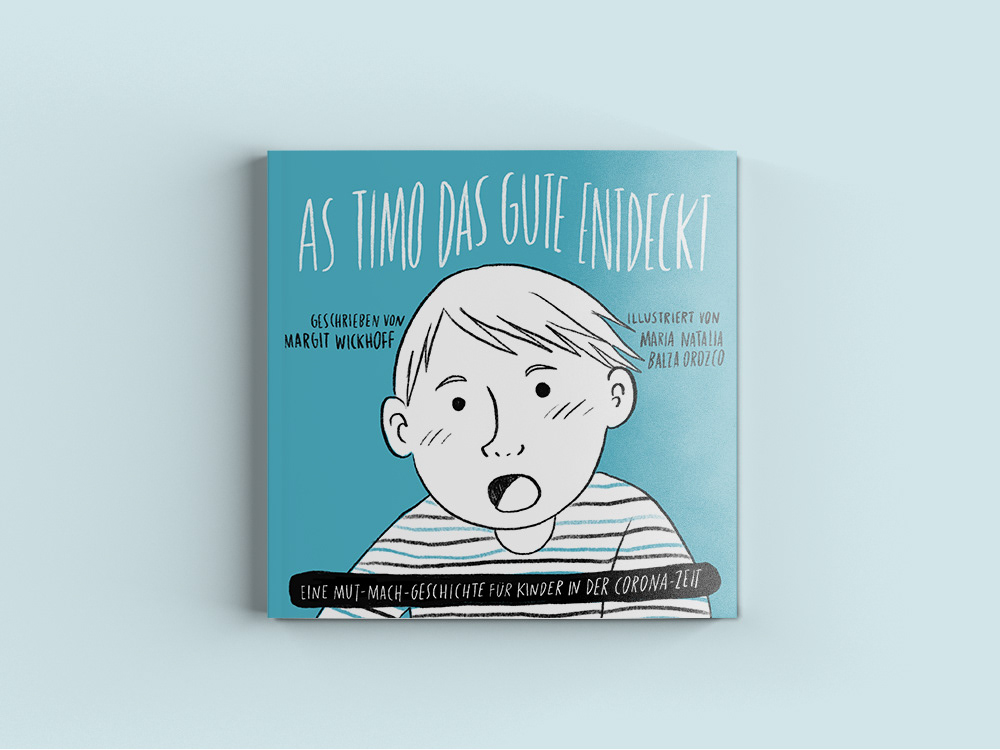 AS TIMO DAS GUTE ENTDECKT
GESCHRIEBEN VON
MARGIT WICKHOFF
ILLUSTRIERT VON
MARIA NATALIA
BALZA OROZCO
EINE MUT-MACH-GESCHICHTE FÜR KINDER IN DER CORONA-ZEIT